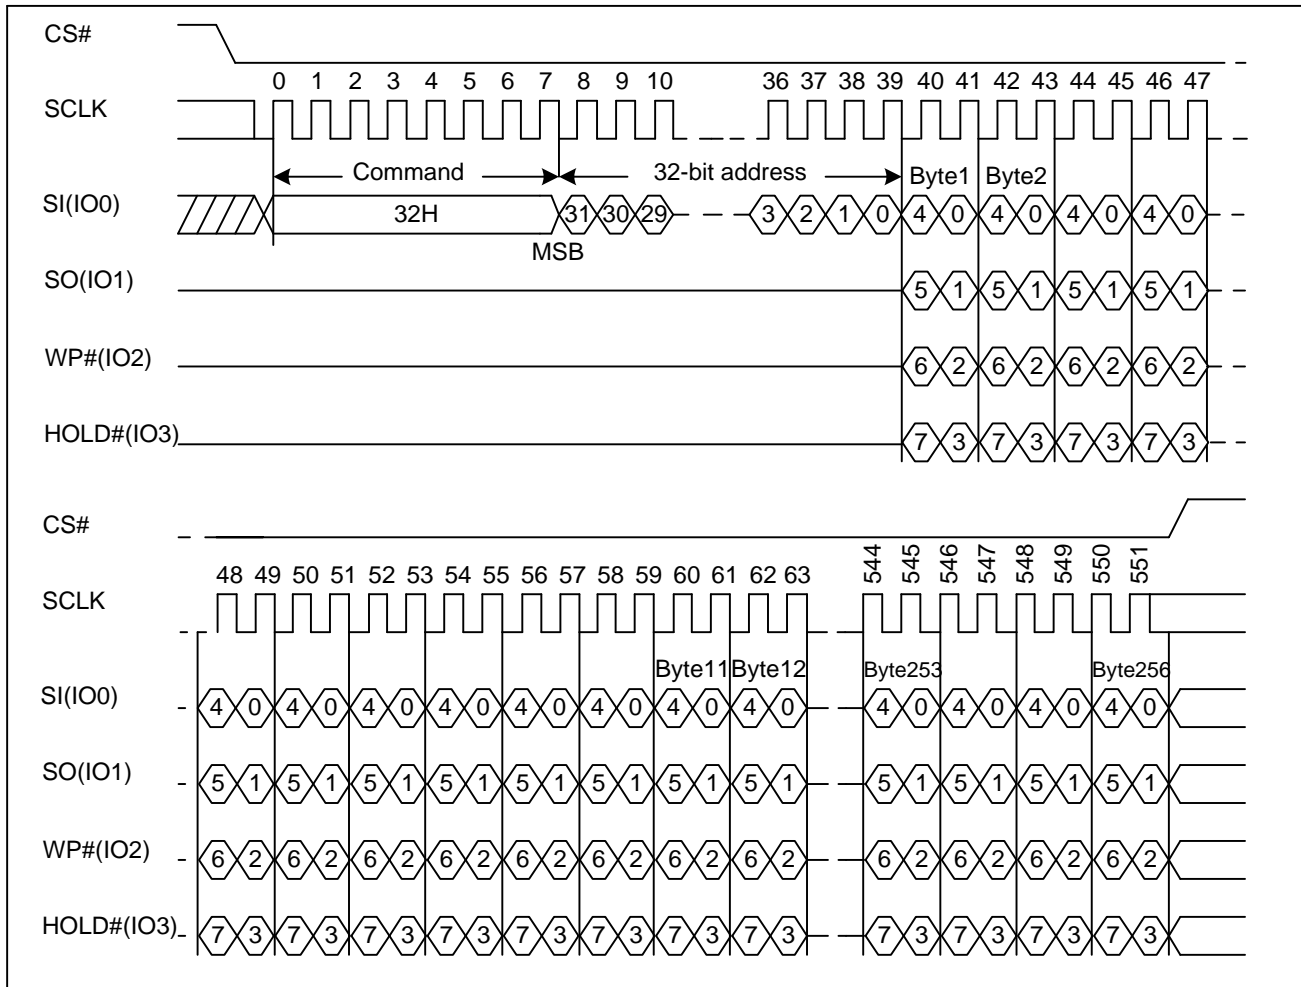 CS#
0 1 2 3 4 5 6 7 8 9 10 36 37 38 39 40 41 42 43 44 45 46 47
SCLK
Command 32-bit address Byte1 Byte2
SI(IO0) 32H 31 30 29 3 2 1 0 4 0 4 0 4 0 4 0
MSB
SO(IO1) 5 1 5 1 5 1 5 1
WP#(IO2) 6 2 6 2 6 2 6 2
HOLD#(IO3) 7 3 7 3 7 3 7 3
CS#
48 49 50 51 52 53 54 55 56 57 58 59 60 61 62 63 544 545 546 547 548 549 550 551
SCLK
Byte11 Byte12 Byte253 Byte256
SI(IO0) 4 0 4 0 4 0 4 0 4 0 4 0 4 0 4 0 4 0 4 0 4 0 4 0
SO(IO1) 5 1 5 1 5 1 5 1 5 1 5 1 5 1 5 1 5 1 5 1 5 1 5 1
WP#(IO2) 6 2 6 2 6 2 6 2 6 2 6 2 6 2 6 2 6 2 6 2 6 2 6 2
HOLD#(IO3) 7 3 7 3 7 3 7 3 7 3 7 3 7 3 7 3 7 3 7 3 7 3 7 3